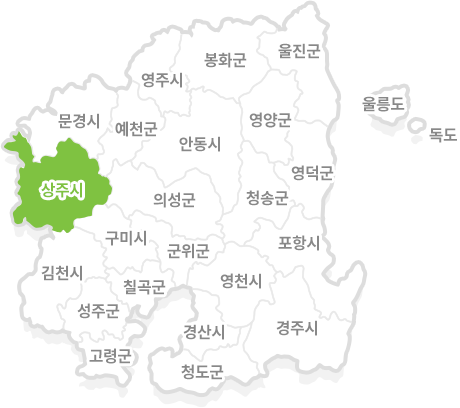 울진군
봉화군
영주시
울릉도
문경시
예천군
영양군
독도
안동시
영덕군
상주시
의성군
청송군
구미시
군위군
포항시
김천시
칠곡군
영천시
성주군
경산시
경주시
고령군
청도군